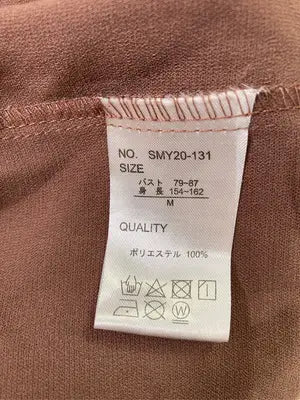 NO. SMY20-131
SIZE
バスト 79~87
身 長 154~162
M
QUALITY
ポリエステル 100%